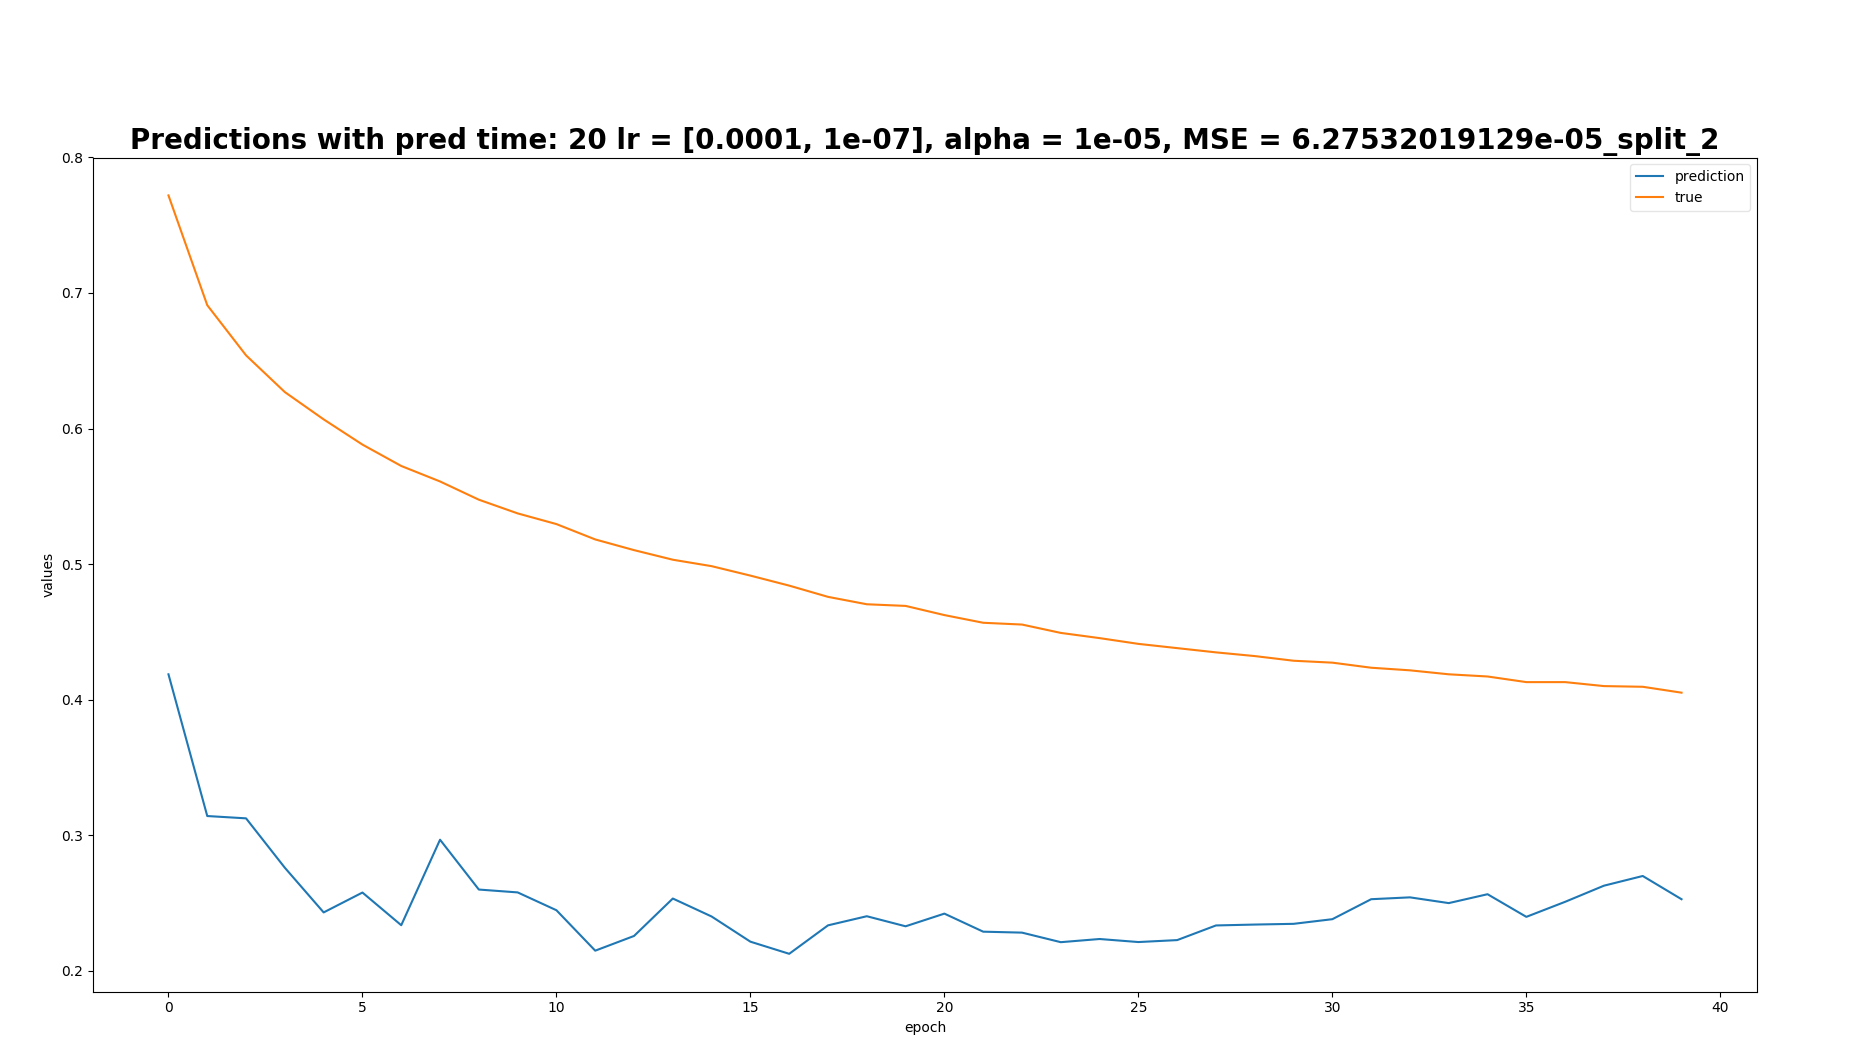 Predictions with pred time: 20 lr = [0.0001, 1e-07], alpha = 1e-05, MSE = 6.27532019129e-05_split_2
prediction
true
values
0.8
0.7
0.6
0.5
0.4
0.3
0.2
0 5 10 15 20 25 30 35 40
epoch